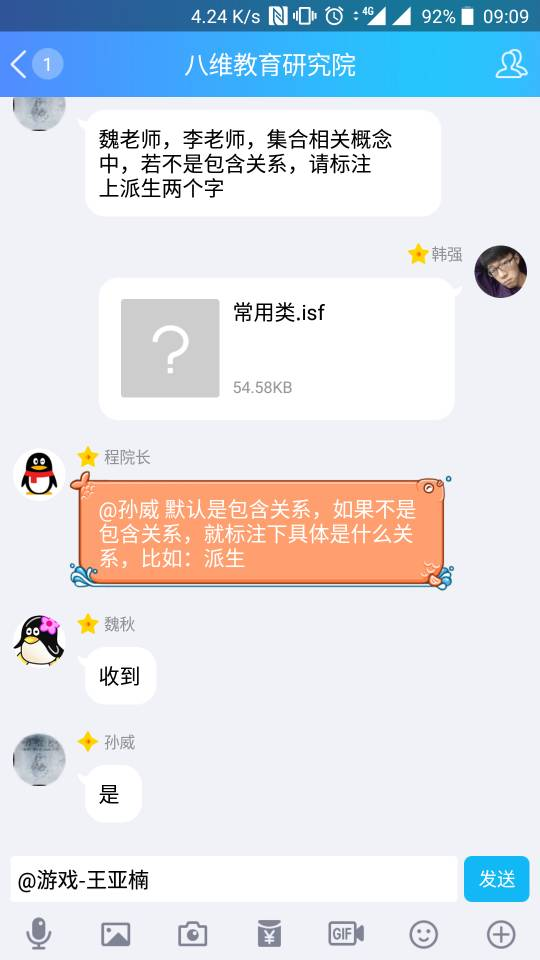 4.24 K/s 4G 92% 09:09
1 八维教育研究院
魏老师，李老师，集合相关概念
中，若不是包含关系，请标注
上派生两个字
韩强
常用类.isf
54.58KB
程院长
@孙威 默认是包含关系，如果不是
包含关系，就标注下具体是什么关
系，比如：派生
魏秋
收到
孙威
是
@游戏-王亚楠 发送
GIF